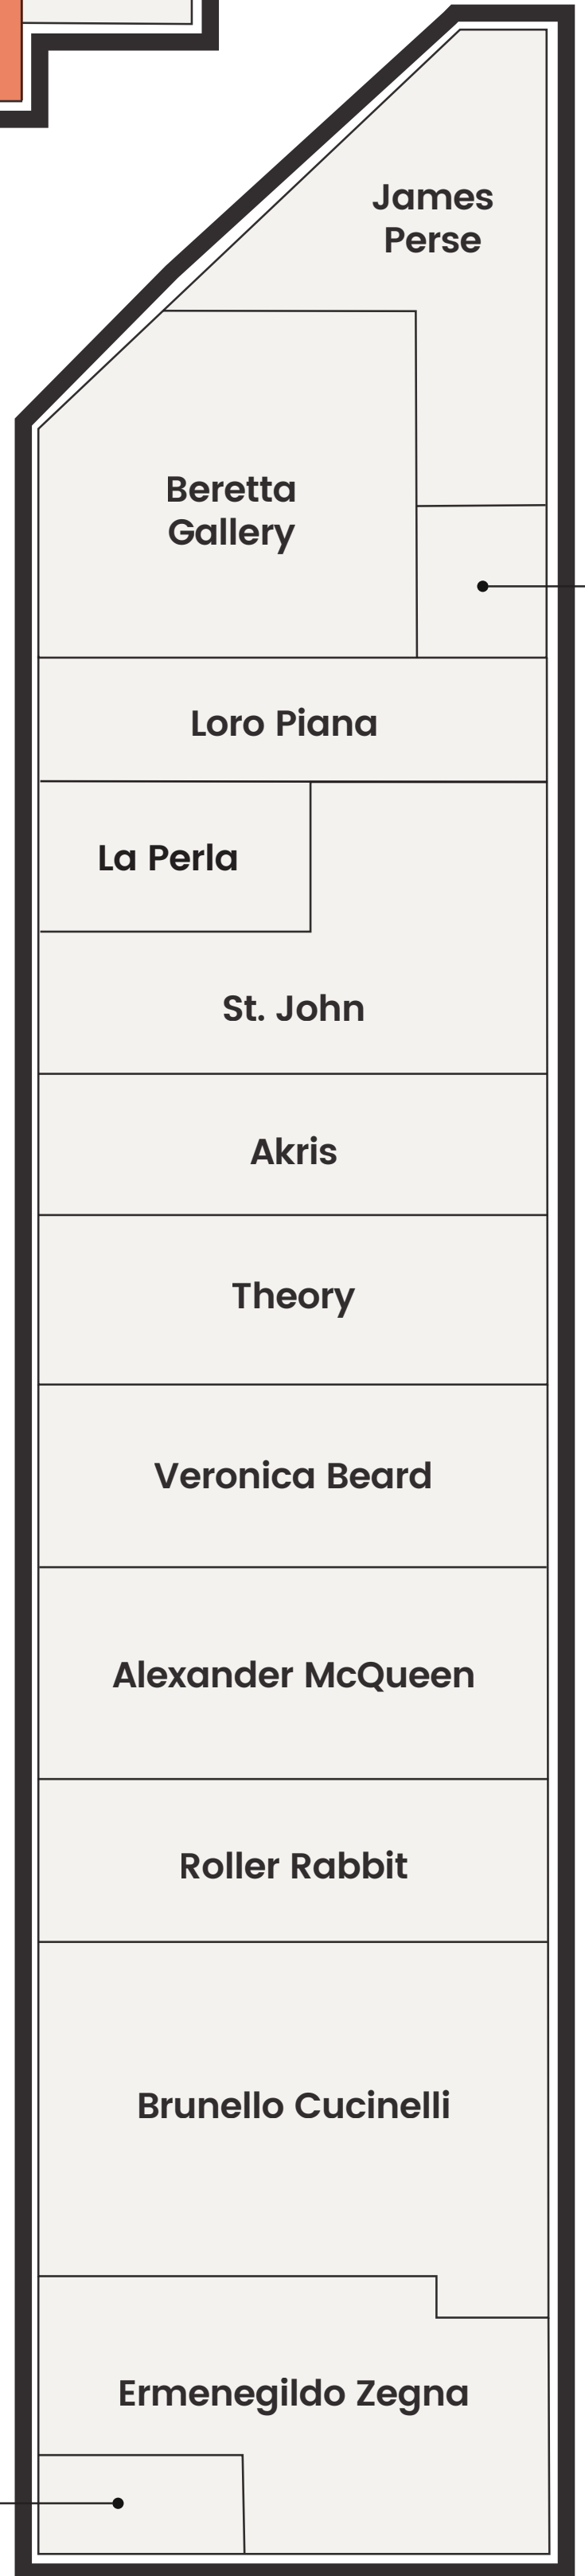 James
Perse
Beretta
Gallery
Loro Piana
La Perla
St. John
Akris
Theory
Veronica Beard
Alexander McQueen
Roller Rabbit
Brunello Cucinelli
Ermenegildo Zegna